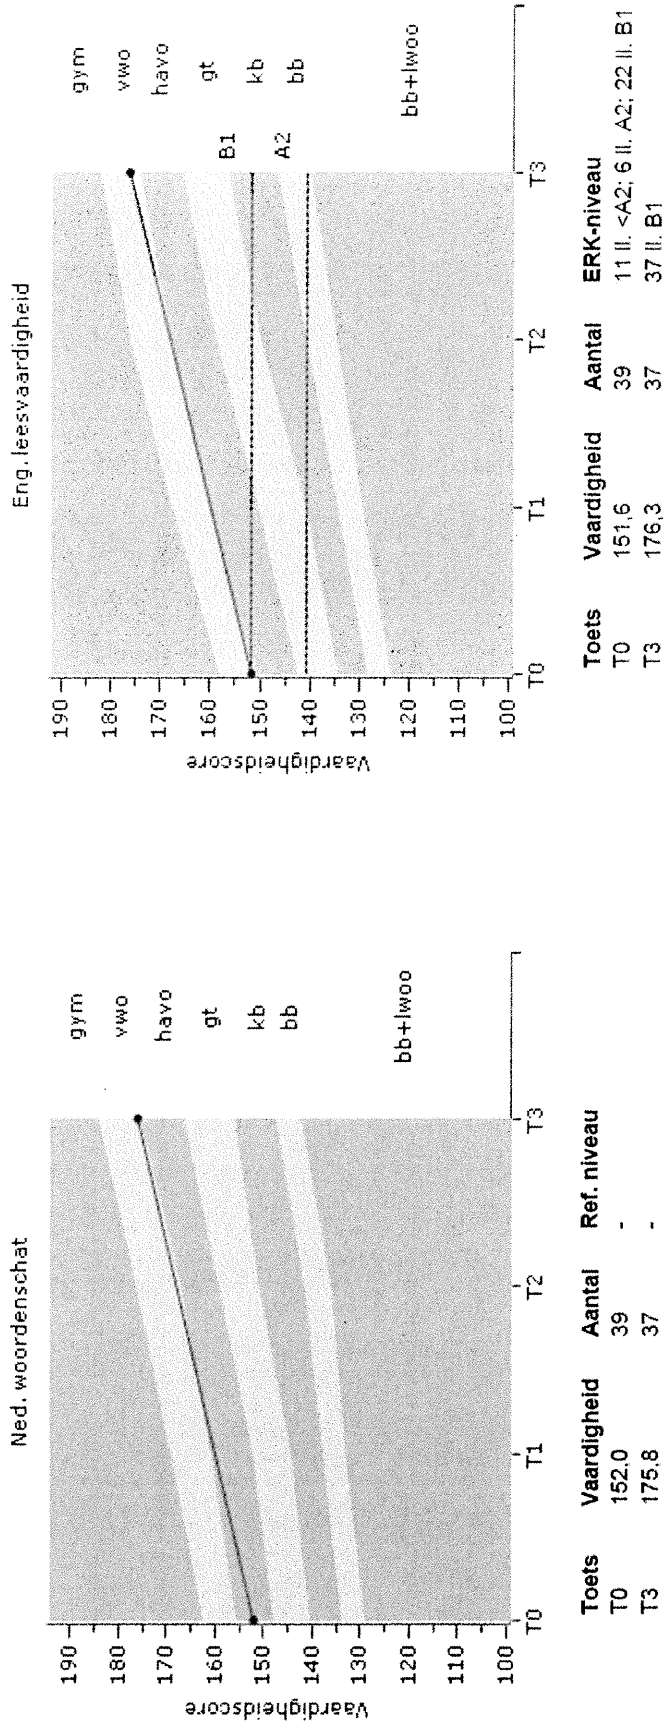 Ned. woordenschat
Vaardigheidscore
190
180
170
160
150
140
130
120
110
100
gym
vwo
havo
gt
kb
bb
bb+lwoo
T0 T1 T2 T3
Toets Vaardigheid Aantal Ref. niveau
T0 152,0 39 -
T3 175,8 37 -
Eng. leesvaardigheid
Vaardigheidscore
190
180
170
160
150
140
130
120
110
100
gym
vwo
havo
gt
B1
kb
A2
bb
bb+lwoo
T0 T1 T2 T3
Toets Vaardigheid Aantal ERK-niveau
T0 151,6 39 11 ll. <A2; 6 ll. A2; 22 ll. B1
T3 176,3 37 37 ll. B1